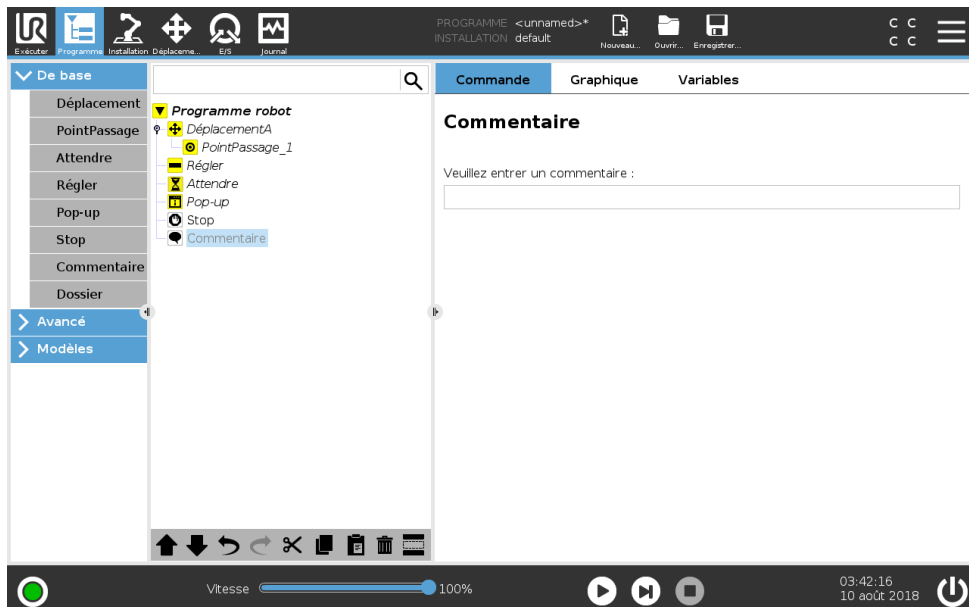 UR
Exécuter
Programme
Installation
Déplaceme...
E/S
Journal
PROGRAMME <unnamed>*
INSTALLATION default
Nouveau...
Ouvrir...
Enregistrer...
C C
C C
De base
Déplacement
PointPassage
Attendre
Régler
Pop-up
Stop
Commentaire
Dossier
Avancé
Modèles
Programme robot
DéplacementA
PointPassage_1
Régler
Attendre
Pop-up
Stop
Commentaire
Commande
Graphique
Variables
Commentaire
Veuillez entrer un commentaire :
Vitesse
100%
03:42:16
10 août 2018